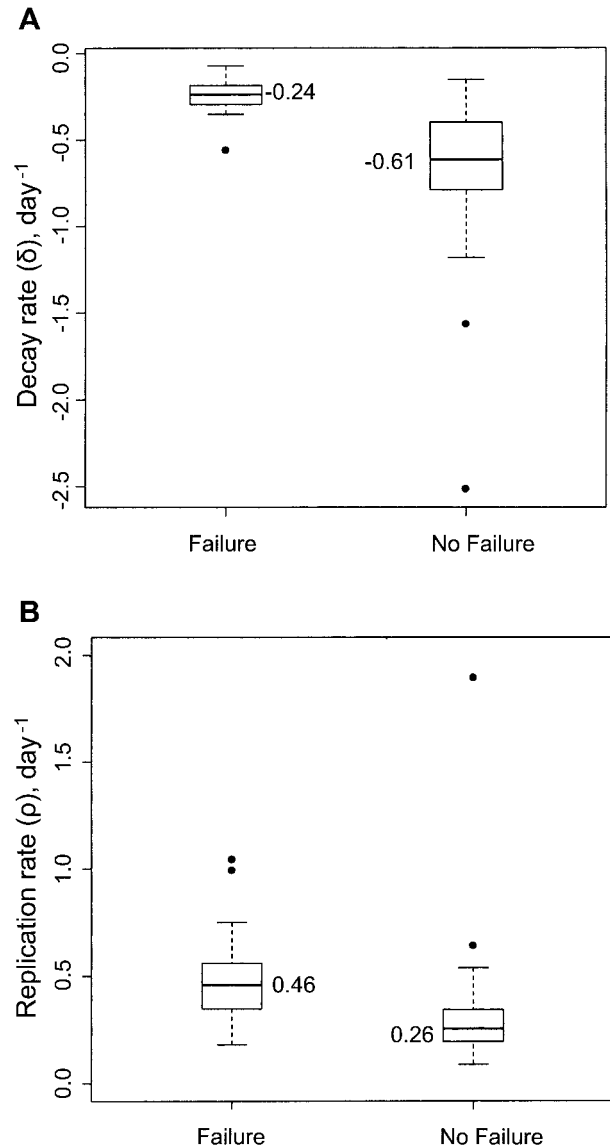 A
Decay rate (δ), day⁻¹
0.0
-0.5
-1.0
-1.5
-2.0
-2.5
-0.24
-0.61
Failure No Failure
B
Replication rate (ρ), day⁻¹
2.0
1.5
1.0
0.5
0.0
0.46
0.26
Failure No Failure